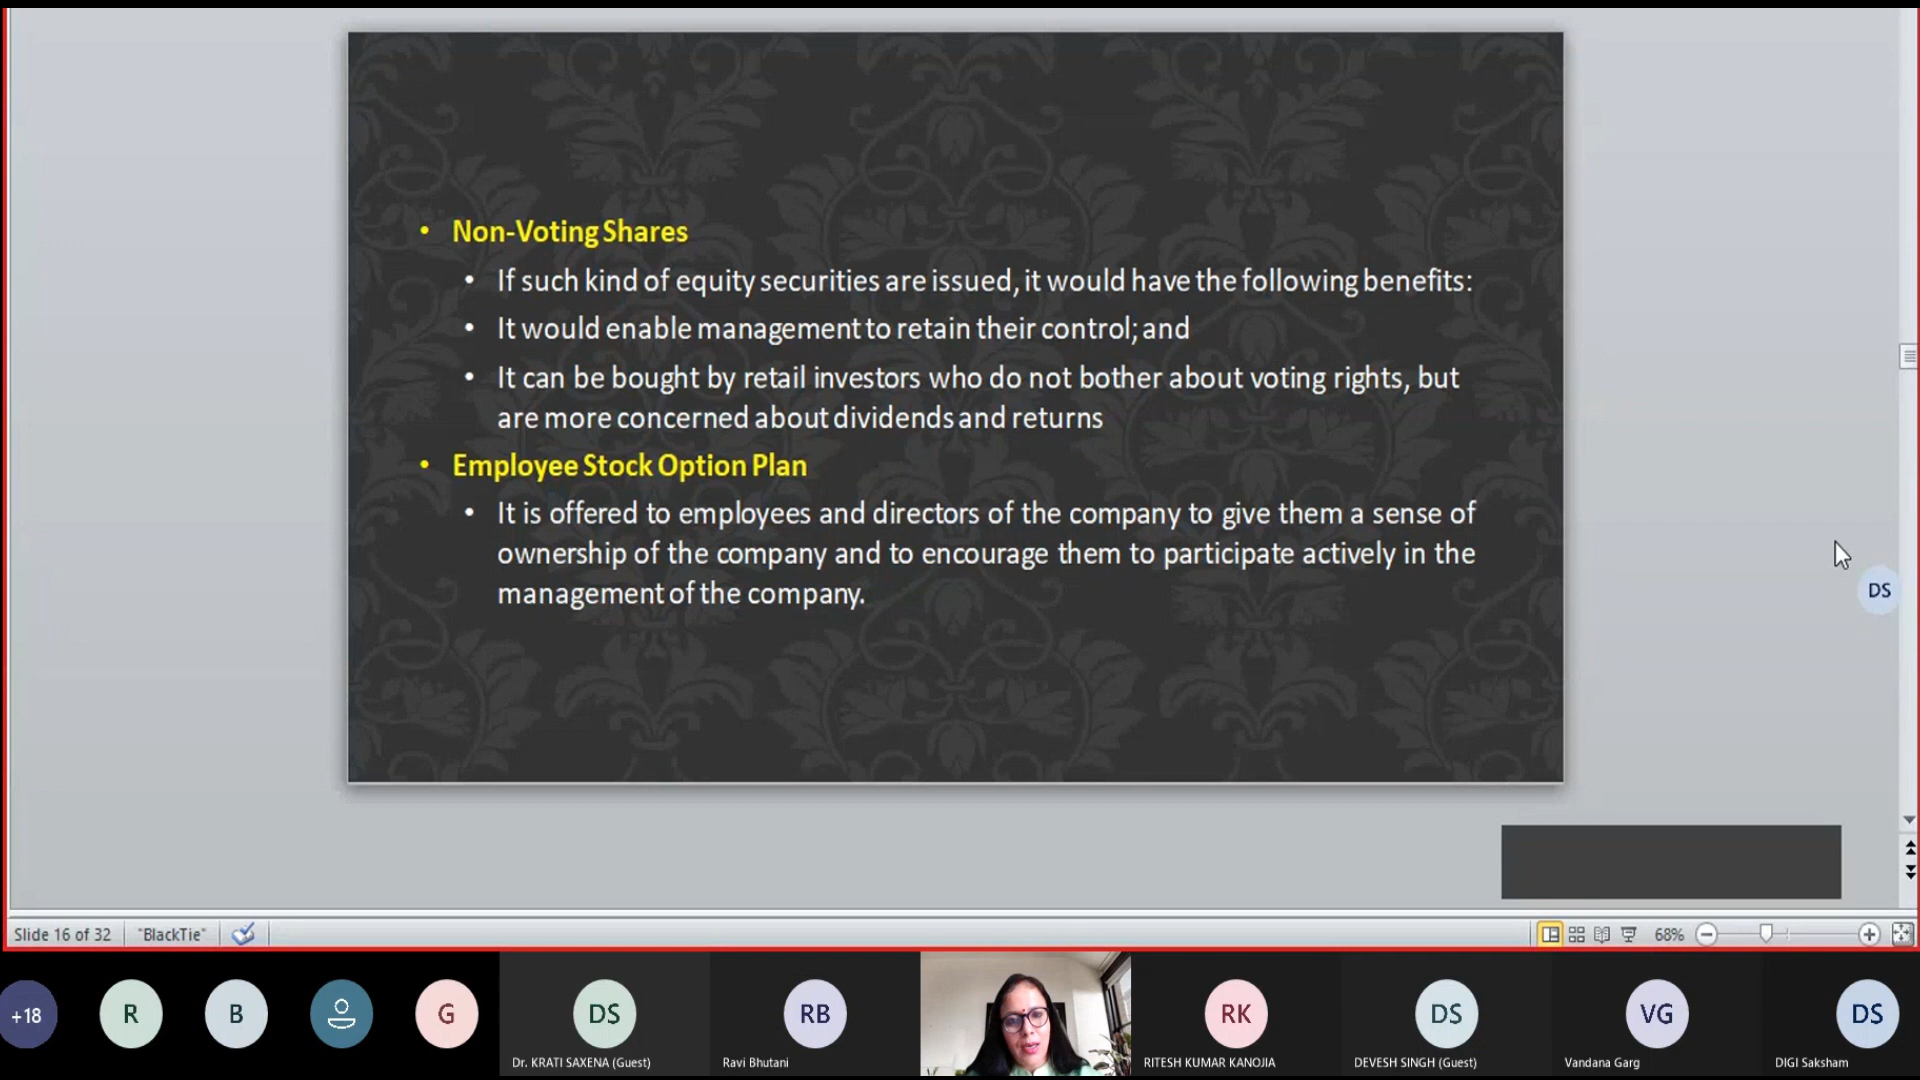 • Non-Voting Shares
• If such kind of equity securities are issued, it would have the following benefits:
• It would enable management to retain their control; and
• It can be bought by retail investors who do not bother about voting rights, but
are more concerned about dividends and returns
• Employee Stock Option Plan
• It is offered to employees and directors of the company to give them a sense of
ownership of the company and to encourage them to participate actively in the
management of the company.
DS
Slide 16 of 32 "BlackTie" 68%
+18 R B G DS RB RK DS VG DS
Dr. KRATI SAXENA (Guest) Ravi Bhutani RITESH KUMAR KANOJIA DEVESH SINGH (Guest) Vandana Garg DIGI Saksham